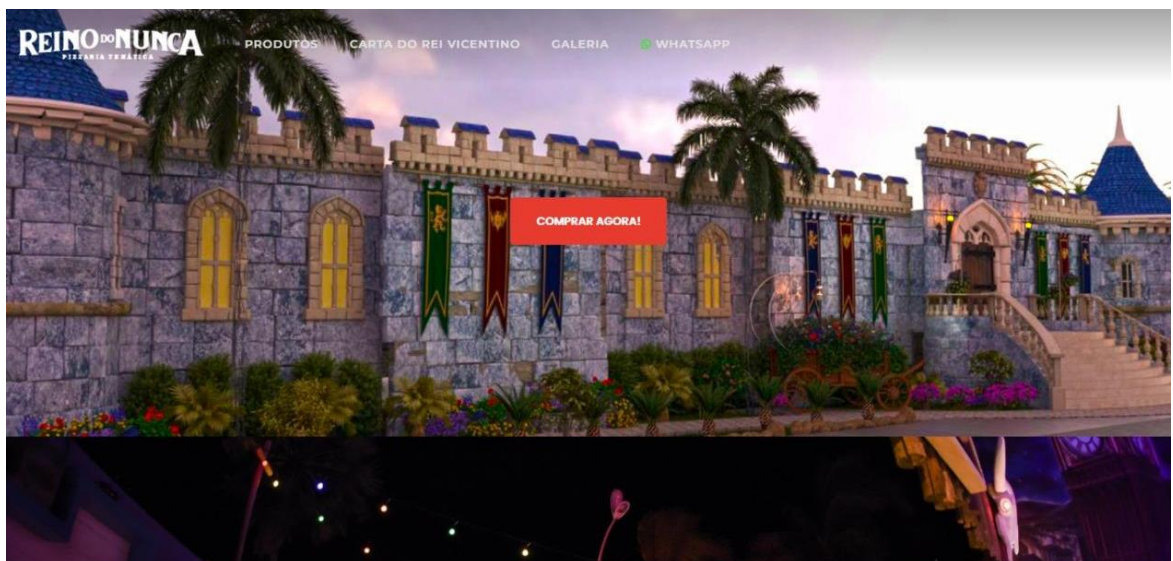 REINO DO NUNCA
PIZZARIA TEMÁTICA
PRODUTOS
CARTA DO REI VICENTINO
GALERIA
WHATSAPP
COMPRAR AGORA!